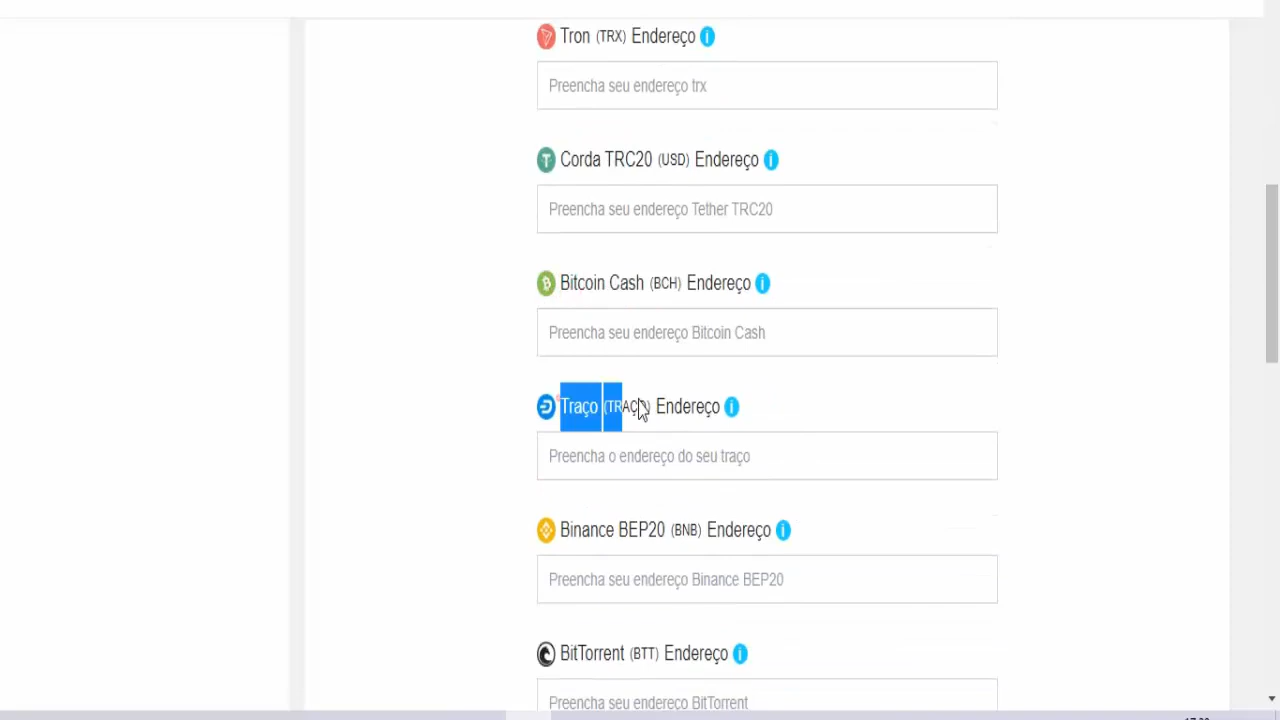 Tron (TRX) Endereço
Preencha seu endereço trx
Corda TRC20 (USD) Endereço
Preencha seu endereço Tether TRC20
Bitcoin Cash (BCH) Endereço
Preencha seu endereço Bitcoin Cash
Traço (TRAÇO) Endereço
Preencha o endereço do seu traço
Binance BEP20 (BNB) Endereço
Preencha seu endereço Binance BEP20
BitTorrent (BTT) Endereço
Preencha seu endereço BitTorrent